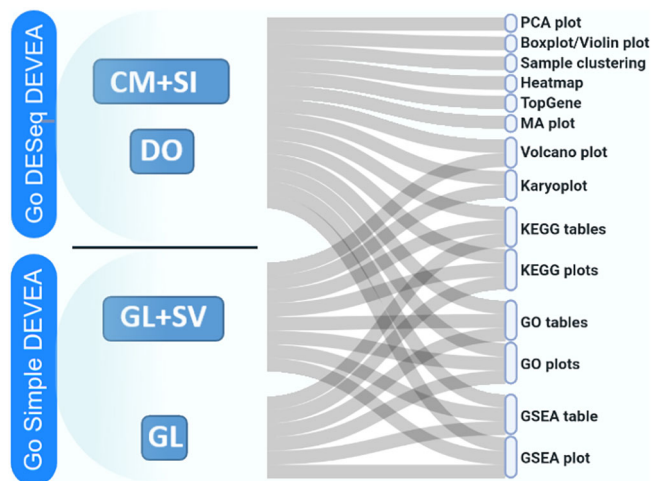 Go DESeq DEVEA
CM+SI
DO
Go Simple DEVEA
GL+SV
GL
PCA plot
Boxplot/Violin plot
Sample clustering
Heatmap
TopGene
MA plot
Volcano plot
Karyoplot
KEGG tables
KEGG plots
GO tables
GO plots
GSEA table
GSEA plot